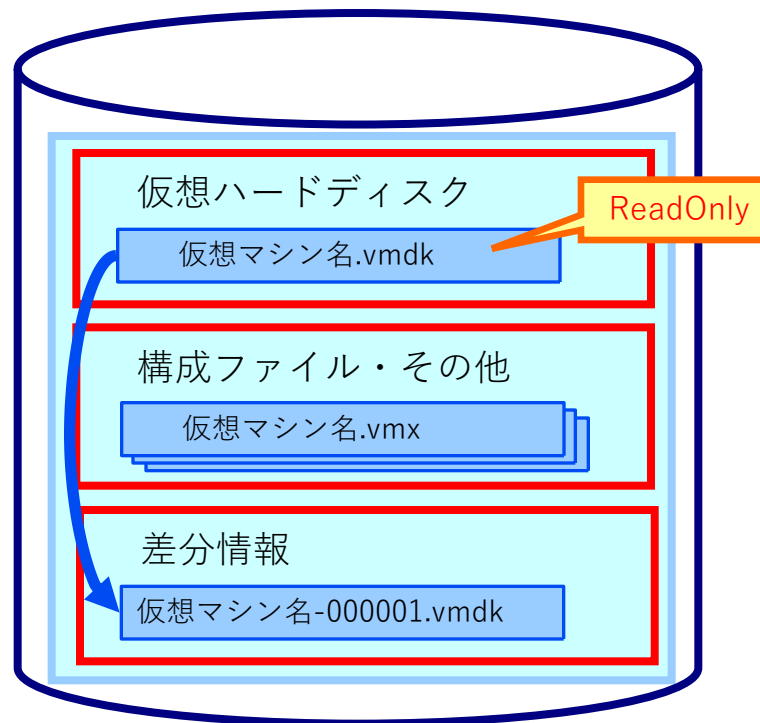 仮想ハードディスク
ReadOnly
仮想マシン名.vmdk
構成ファイル・その他
仮想マシン名.vmx
差分情報
仮想マシン名-000001.vmdk